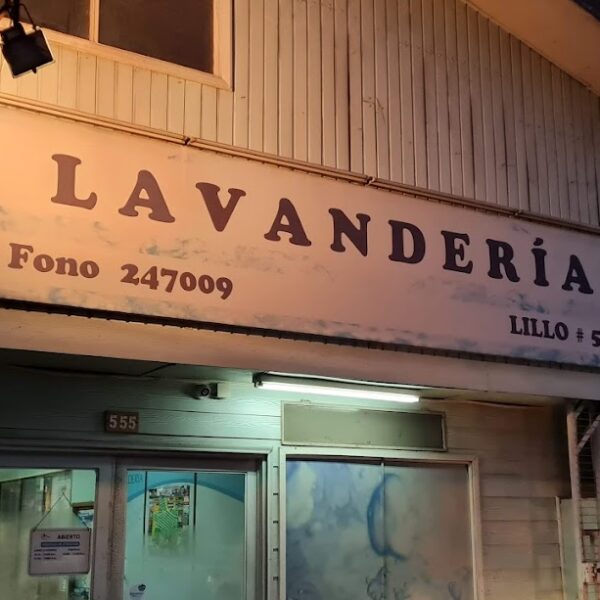 LAVANDERÍA
Fono 247009
LILLO # 5
555
ABIERTO